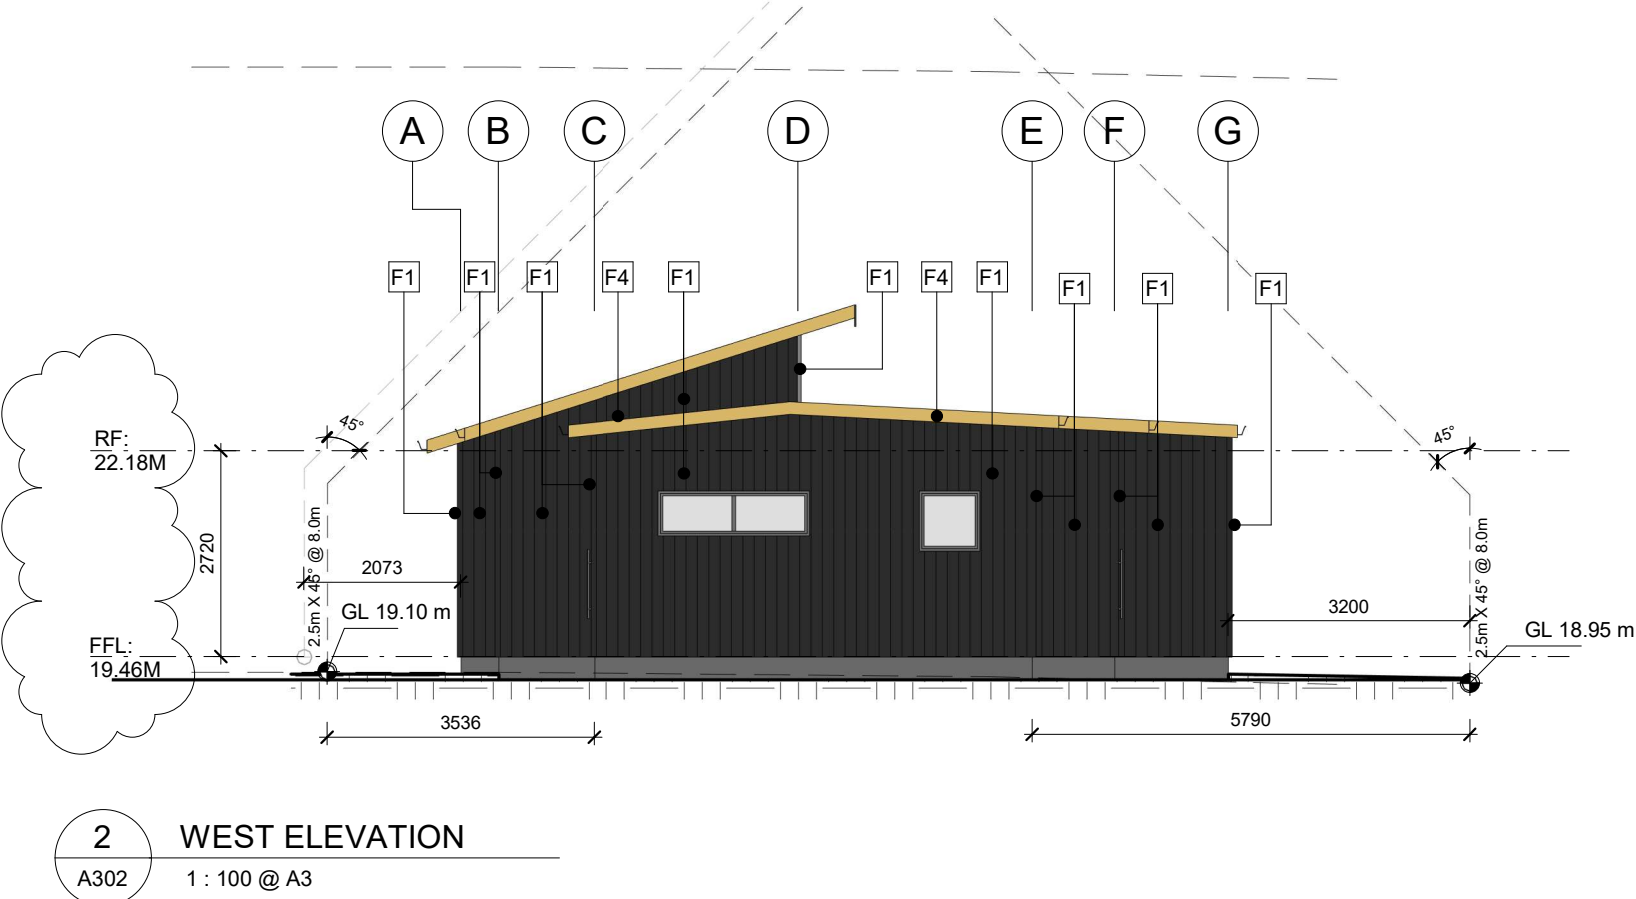 A B C D E F G
F1 F1 F1 F4 F1 F1 F4 F1 F1 F1 F1
45°
45°
RF:
22.18M
2720
2.5m X 45° @ 8.0m
2073
GL 19.10 m
FFL:
19.46M
3200
2.5m X 45° @ 8.0m
GL 18.95 m
3536
5790
2 WEST ELEVATION
A302 1 : 100 @ A3